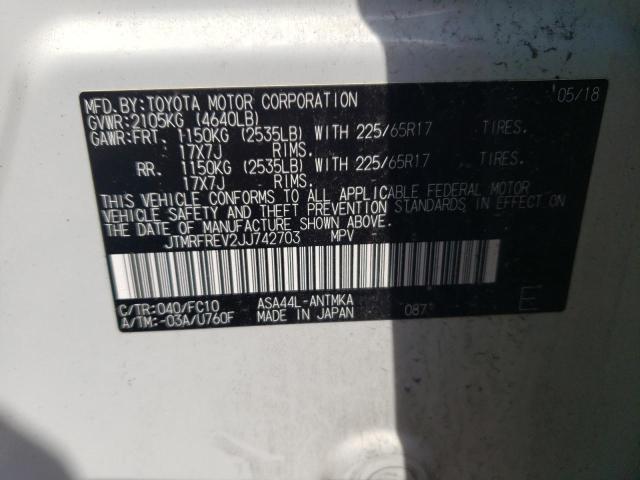 MFD.BY:TOYOTA MOTOR CORPORATION 05/18
GVWR:2105KG (4640LB)
GAWR:FRT. 1150KG (2535LB) WITH 225/65R17 TIRES.
17X7J RIMS.
RR. 1150KG (2535LB) WITH 225/65R17 TIRES.
17X7J RIMS.
THIS VEHICLE CONFORMS TO ALL APPLICABLE FEDERAL MOTOR
VEHICLE SAFETY AND THEFT PREVENTION STANDARDS IN EFFECT ON
THE DATE OF MANUFACTURE SHOWN ABOVE.
JTMRFREV2JJ742703 MPV
C/TR:040/FC10 ASA44L-ANTMKA 087 E
A/TM:-03A/U760F MADE IN JAPAN